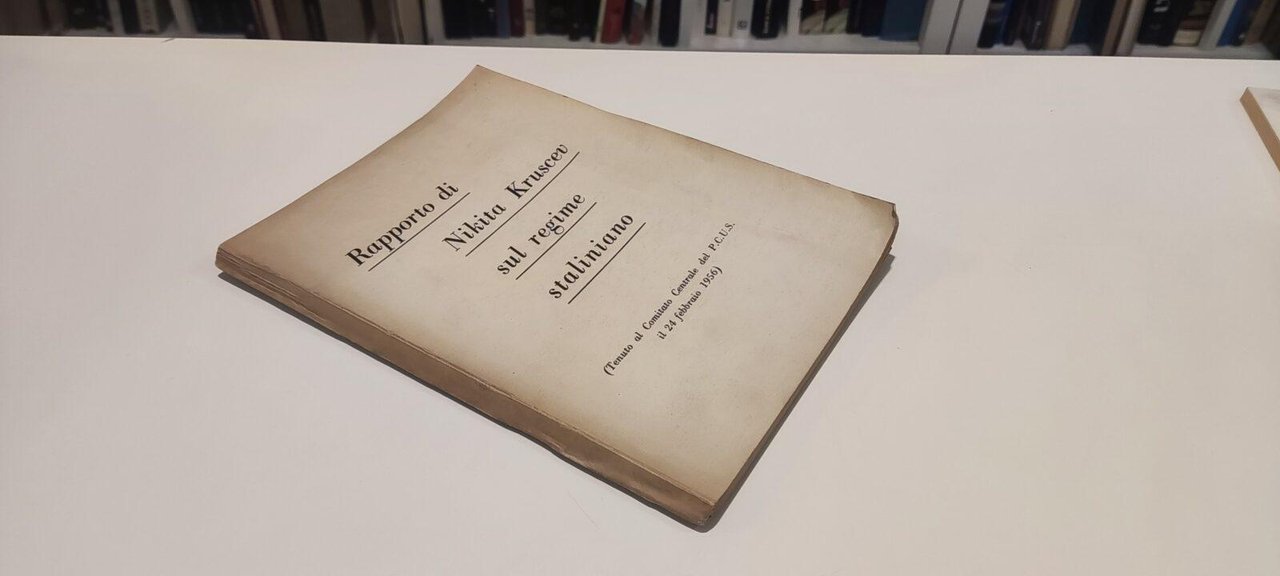 Rapporto di
Nikita Kruscev
sul regime
staliniano
(Tenuto al Comitato Centrale del P.C.U.S.
il 24 febbraio 1956)